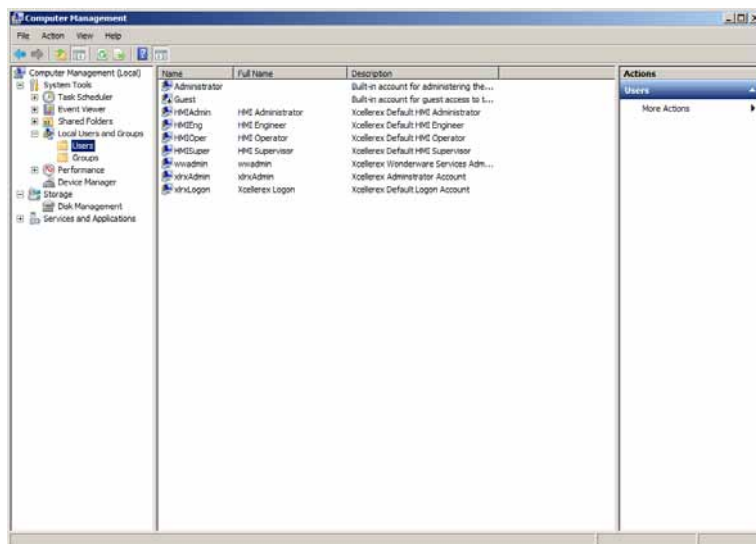 Computer Management
File Action View Help
Computer Management (Local)
System Tools
Task Scheduler
Event Viewer
Shared Folders
Local Users and Groups
Users
Groups
Performance
Device Manager
Storage
Disk Management
Services and Applications
Name Full Name Description
Administrator Built-in account for administering the...
Guest Built-in account for guest access to t...
HMIAdmin HMI Administrator Xcellerex Default HMI Administrator
HMIEng HMI Engineer Xcellerex Default HMI Engineer
HMIOper HMI Operator Xcellerex Default HMI Operator
HMISuper HMI Supervisor Xcellerex Default HMI Supervisor
wwadmin wwadmin Xcellerex Wonderware Services Adm...
xlrxAdmin xlrxAdmin Xcellerex Adminstrator Account
xlrxLogon Xcellerex Logon Xcellerex Default Logon Account
Actions
Users
More Actions